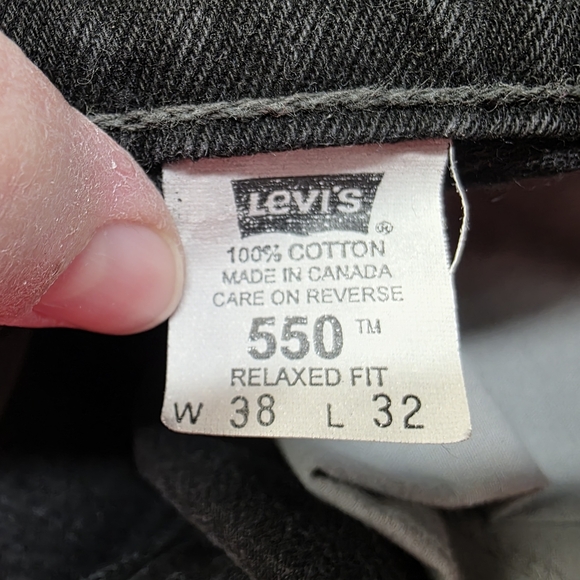 Levi's ®
100% COTTON
MADE IN CANADA
CARE ON REVERSE
550 ™
RELAXED FIT
W 38 L 32